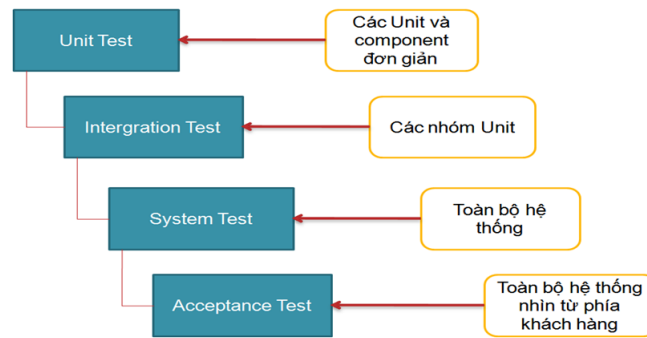 Unit Test
Các Unit và
component
đơn giản
Intergration Test
Các nhóm Unit
System Test
Toàn bộ hệ
thống
Acceptance Test
Toàn bộ hệ thống
nhìn từ phía
khách hàng